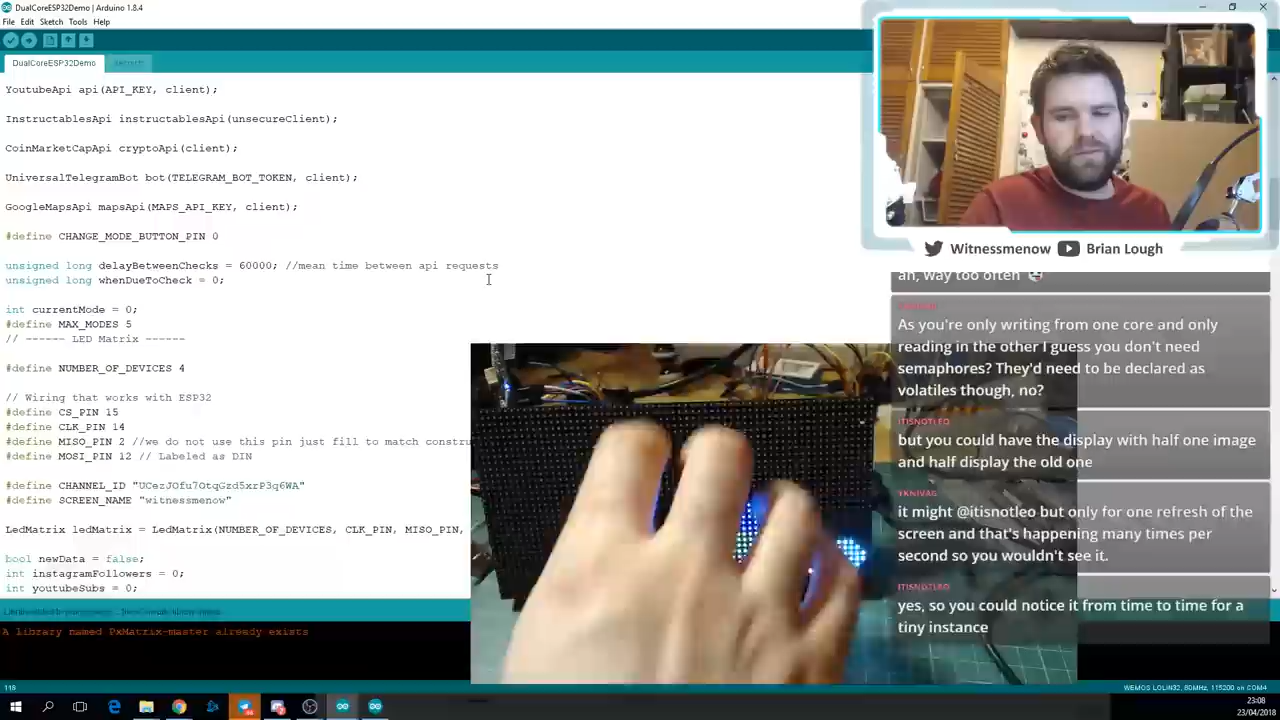 DualCoreESP32Demo | Arduino 1.8.4
File Edit Sketch Tools Help
DualCoreESP32Demo
YoutubeApi api(API_KEY, client);
InstructablesApi instructablesApi(unsecureClient);
CoinMarketCapApi cryptoApi(client);
UniversalTelegramBot bot(TELEGRAM_BOT_TOKEN, client);
GoogleMapsApi mapsApi(MAPS_API_KEY, client);
#define CHANGE_MODE_BUTTON_PIN 0
unsigned long delayBetweenChecks = 60000; //mean time between api requests
unsigned long whenDueToCheck = 0;
int currentMode = 0;
#define MAX_MODES 5
// ------ LED Matrix ------
#define NUMBER_OF_DEVICES 4
// Wiring that works with ESP32
#define CS_PIN 15
#define CLK_PIN 14
#define MISO_PIN 2 //we do not use this pin just fill to match constru
#define MOSI_PIN 12 // Labeled as DIN
#define CHANNEL_ID "UCezJOfu7OtqGzd5xrP3q6WA"
#define SCREEN_NAME "witnessmenow"
LedMatrix ledMatrix = LedMatrix(NUMBER_OF_DEVICES, CLK_PIN, MISO_PIN,
bool newData = false;
int instagramFollowers = 0;
int youtubeSubs = 0;
A library named PxMatrix-master already exists
118
WEMOS LOLIN32, 80MHz, 115200 on COM4
Witnessmenow Brian Lough
ah, way too often
As you're only writing from one core and only
reading in the other I guess you don't need
semaphores? They'd need to be declared as
volatiles though, no?
ITISNOTLEO
but you could have the display with half one image
and half display the old one
it might @itisnotleo but only for one refresh of the
screen and that's happening many times per
second so you wouldn't see it.
ITISNOTLEO
yes, so you could notice it from time to time for a
tiny instance
23:08
23/04/2018